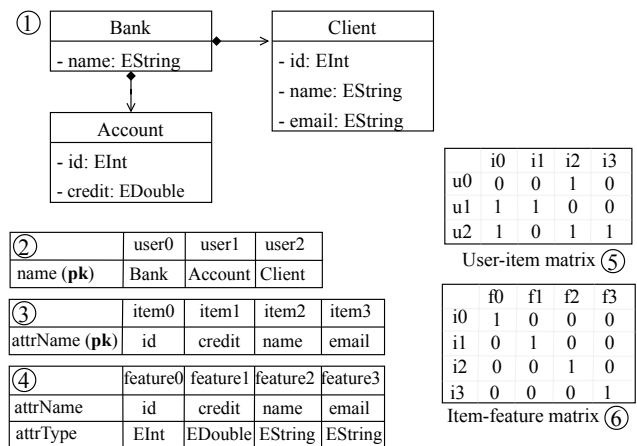 ① Bank Client
- name: EString - id: EInt
- name: EString
- email: EString
Account
- id: EInt
- credit: EDouble
② user0 user1 user2
name (pk) Bank Account Client
③ item0 item1 item2 item3
attrName (pk) id credit name email
④ feature0 feature1 feature2 feature3
attrName id credit name email
attrType EInt EDouble EString EString
i0 i1 i2 i3
u0 0 0 1 0
u1 1 1 0 0
u2 1 0 1 1
User-item matrix ⑤
f0 f1 f2 f3
i0 1 0 0 0
i1 0 1 0 0
i2 0 0 1 0
i3 0 0 0 1
Item-feature matrix ⑥